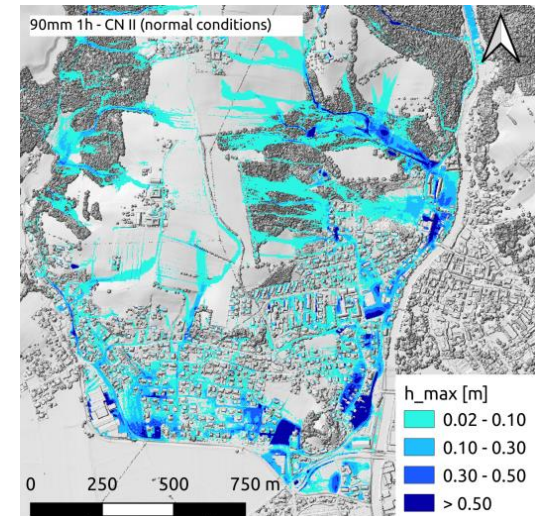 90mm 1h - CN II (normal conditions)
h_max [m]
0.02 - 0.10
0.10 - 0.30
0.30 - 0.50
> 0.50
0 250 500 750 m